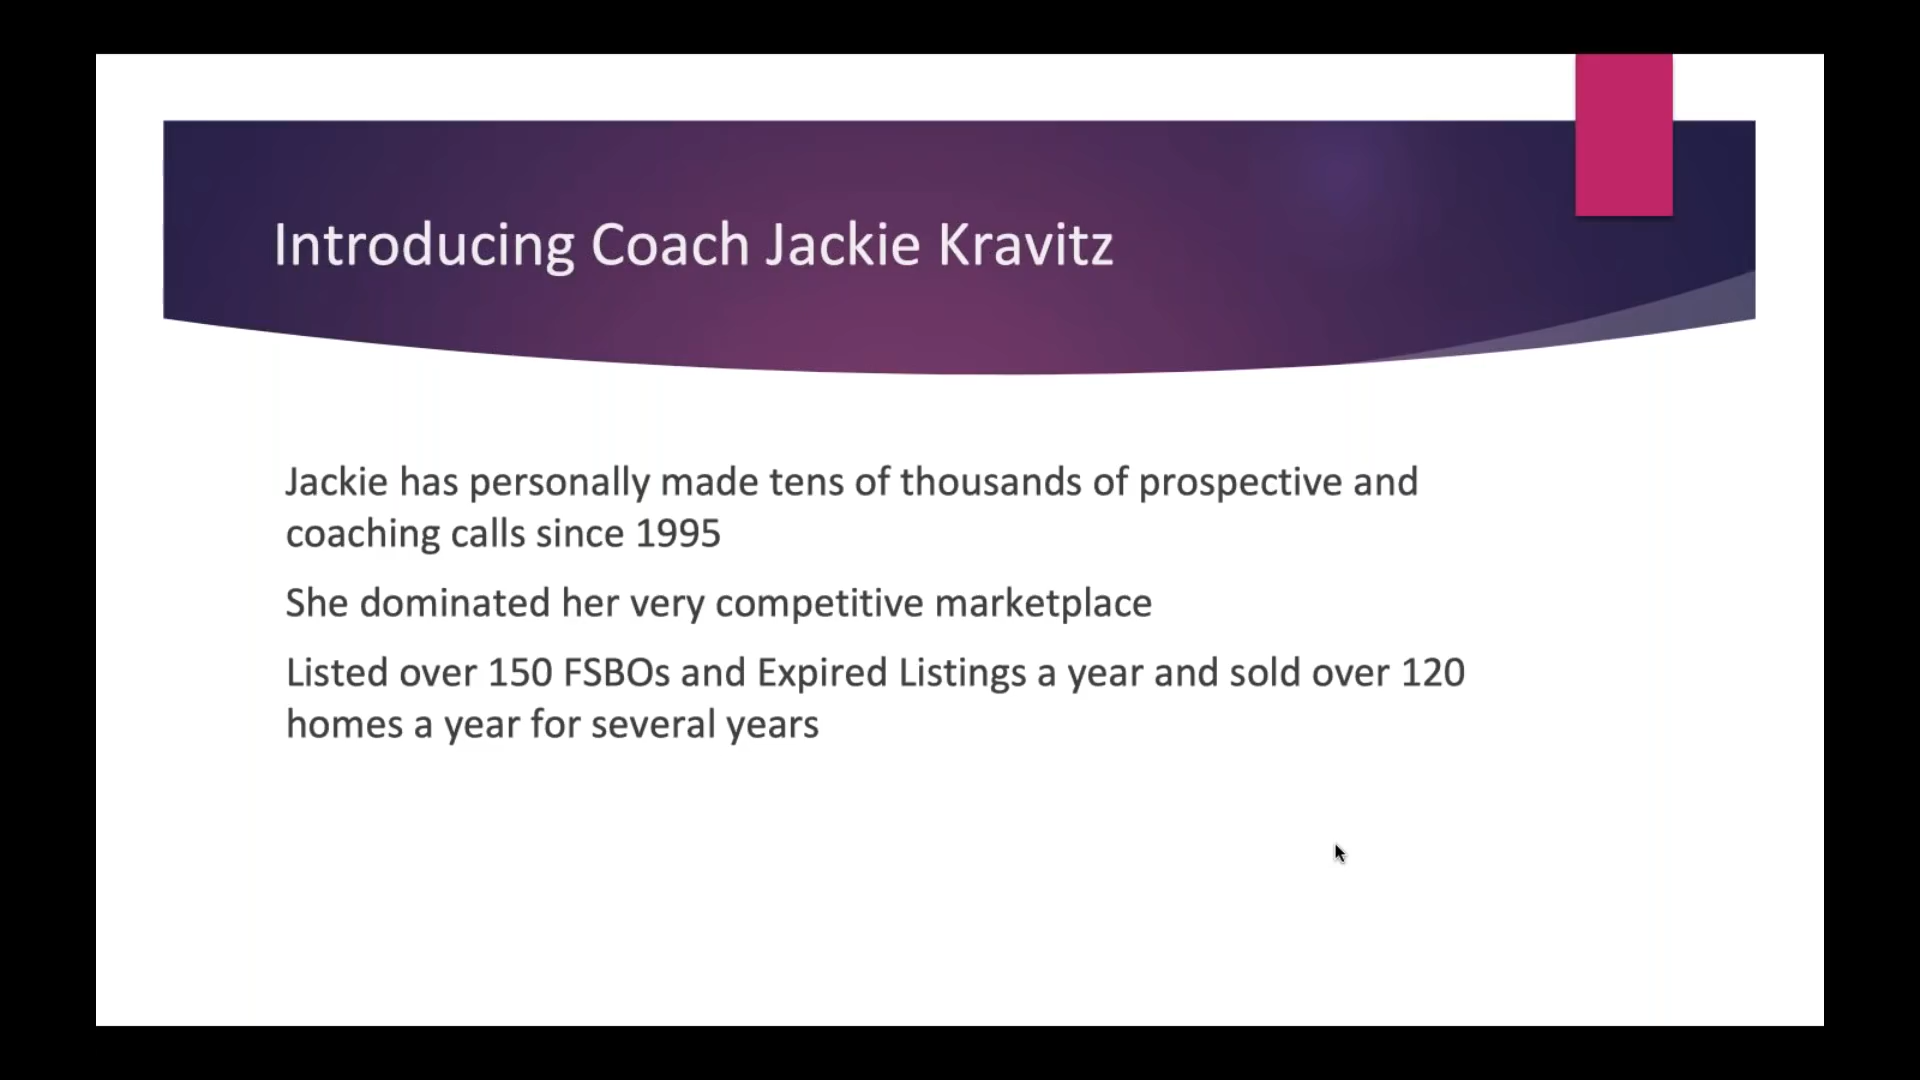 Introducing Coach Jackie Kravitz
Jackie has personally made tens of thousands of prospective and
coaching calls since 1995
She dominated her very competitive marketplace
Listed over 150 FSBOs and Expired Listings a year and sold over 120
homes a year for several years